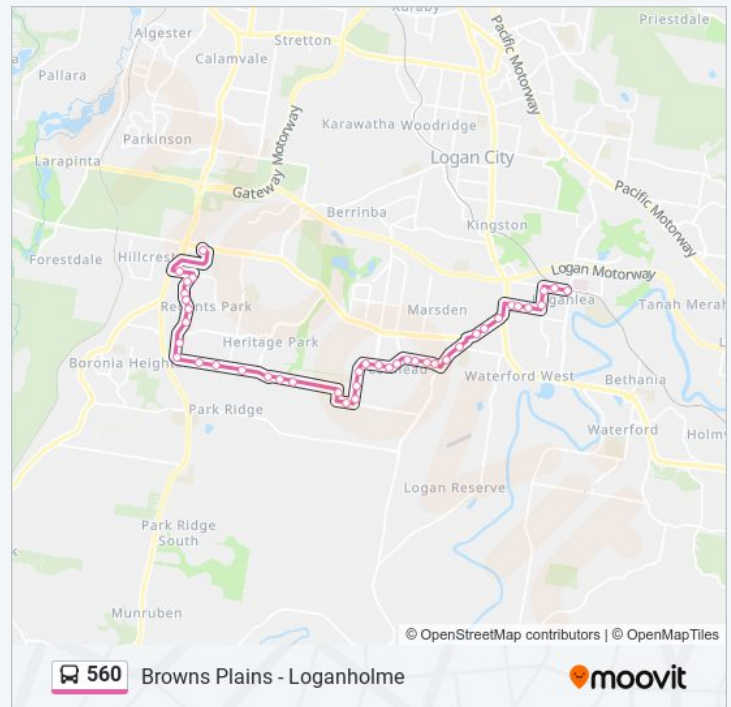 Kuraby
Priestdale
Algester
Stretton
Calamvale
Pallara
Pacific Motorway
Karawatha
Woodridge
Parkinson
Gateway Motorway
Larapinta
Logan City
Pacific Motorway
Berrinba
Kingston
Forestdale
Hillcrest
Logan Motorway
Regents Park
Marsden
Tanah Merah
Heritage Park
Boronia Heights
Waterford West
Bethania
Park Ridge
Waterford
Holmv
Logan Reserve
Park Ridge
South
Munruben
© OpenStreetMap contributors | © OpenMapTiles
560
Browns Plains - Loganholme
moovit